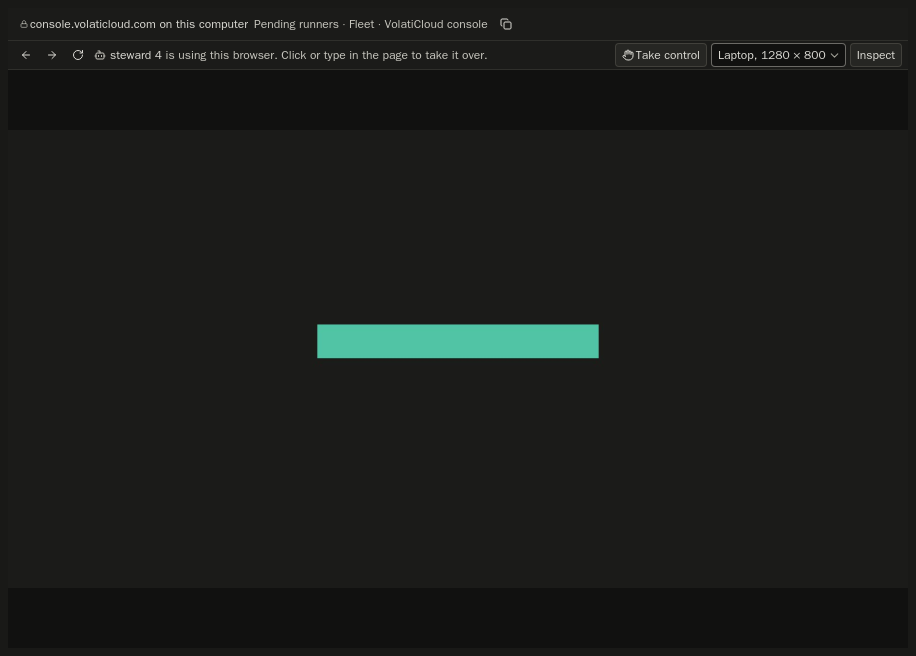 console.volaticloud.com on this computer Pending runners · Fleet · VolatiCloud console
steward 4 is using this browser. Click or type in the page to take it over.
Take control
Laptop, 1280 × 800
Inspect